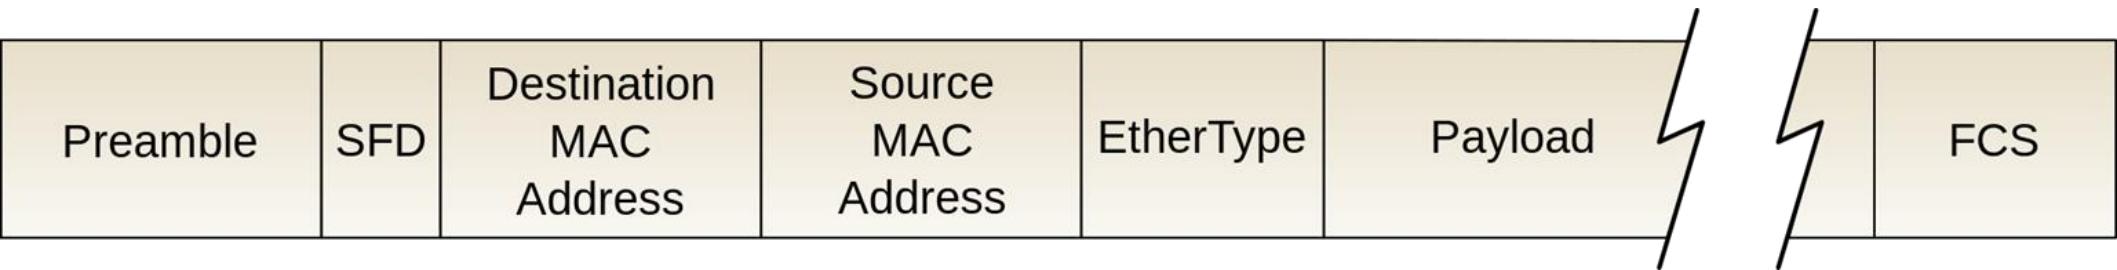 Preamble
SFD
Destination
MAC
Address
Source
MAC
Address
EtherType
Payload
FCS